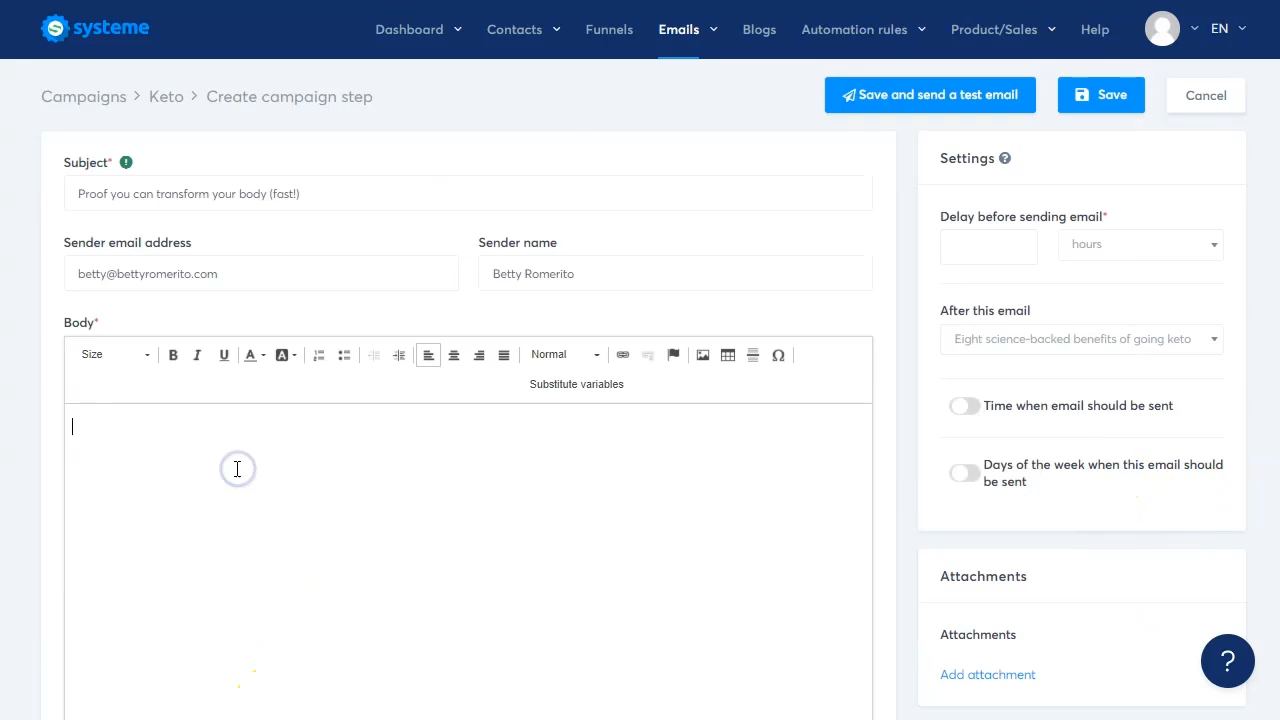 systeme Dashboard Contacts Funnels Emails Blogs Automation rules Product/Sales Help EN
Campaigns > Keto > Create campaign step
Save and send a test email Save Cancel
Subject*
Proof you can transform your body (fast!)
Sender email address Sender name
betty@bettyromerito.com Betty Romerito
Body*
Size B I U A A Normal Ω
Substitute variables
Settings ?
Delay before sending email*
hours
After this email
Eight science-backed benefits of going keto
Time when email should be sent
Days of the week when this email should
be sent
Attachments
Attachments
Add attachment
?